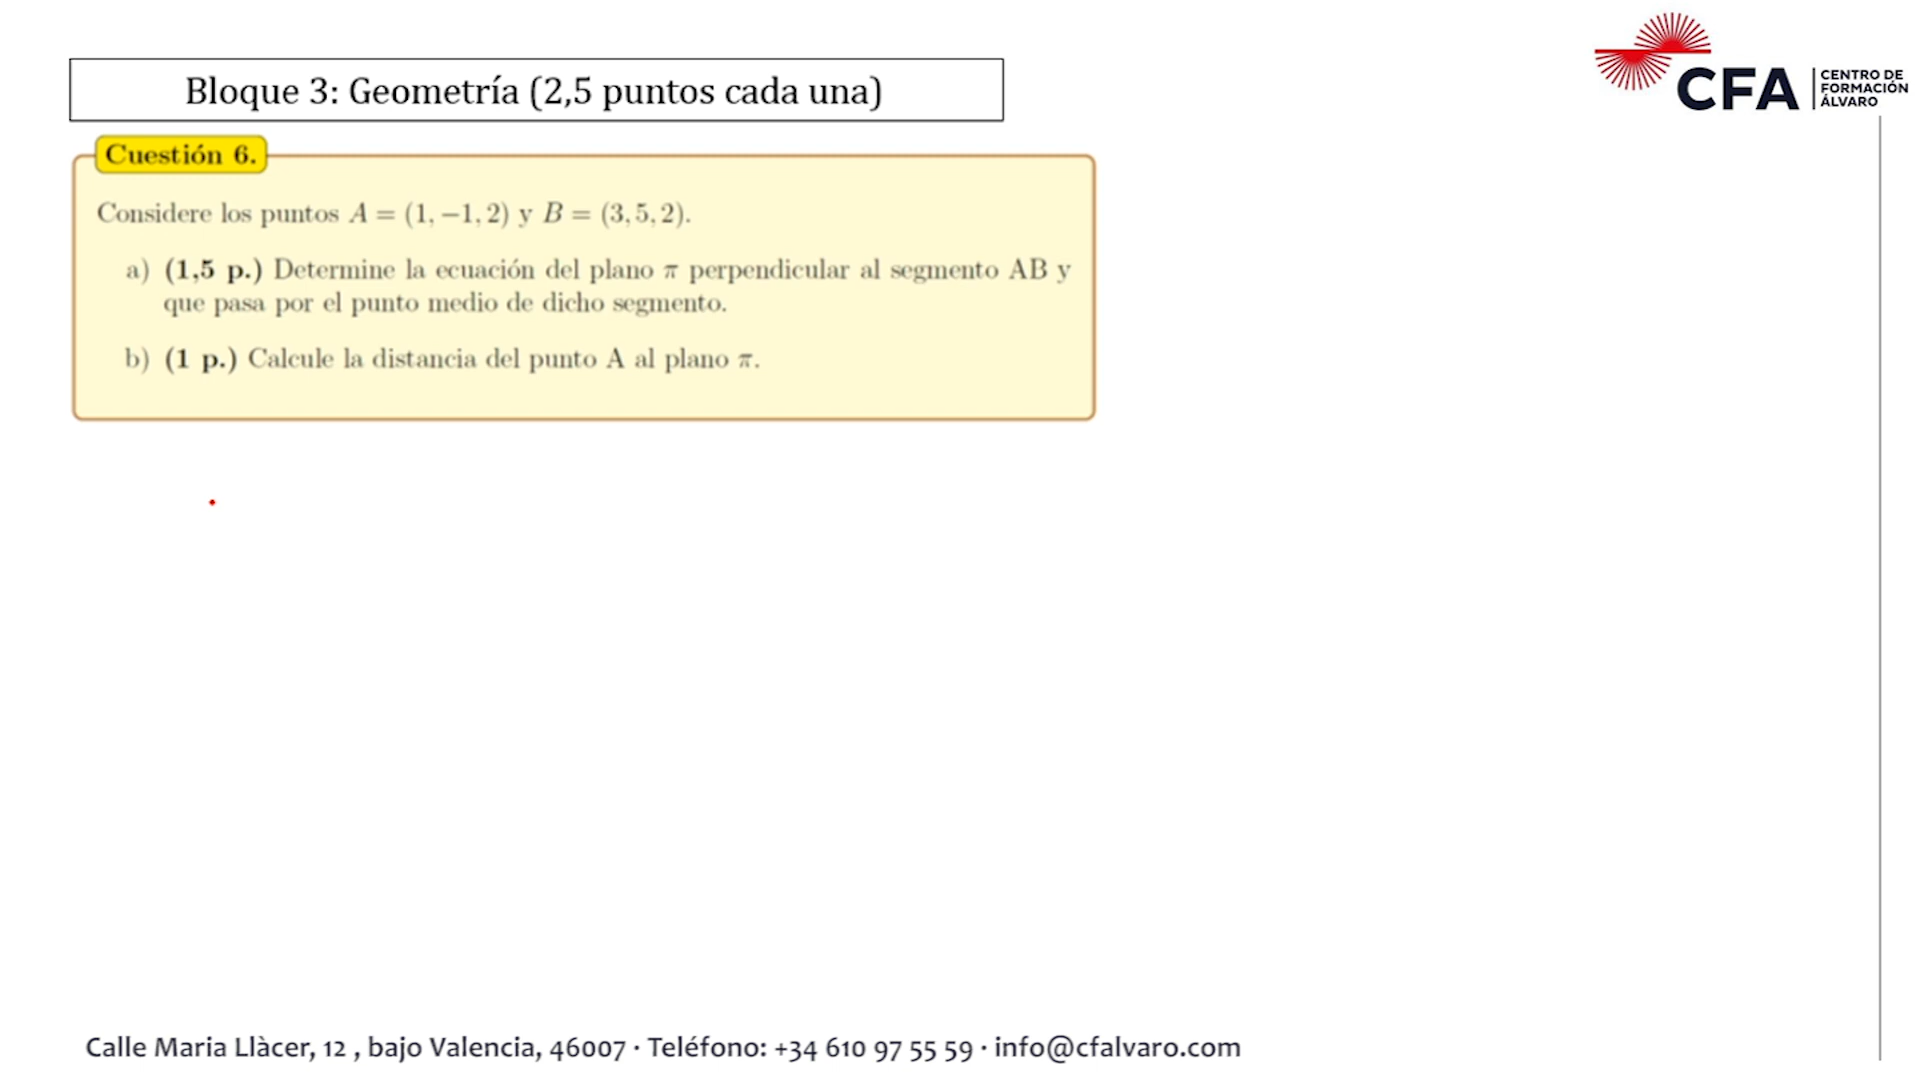 Bloque 3: Geometría (2,5 puntos cada una)
CFA
CENTRO DE
FORMACIÓN
ÁLVARO
Cuestión 6.
Considere los puntos A = (1, −1, 2) y B = (3, 5, 2).
a) (1,5 p.) Determine la ecuación del plano π perpendicular al segmento AB y
que pasa por el punto medio de dicho segmento.
b) (1 p.) Calcule la distancia del punto A al plano π.
Calle Maria Llàcer, 12 , bajo Valencia, 46007 · Teléfono: +34 610 97 55 59 · info@cfalvaro.com